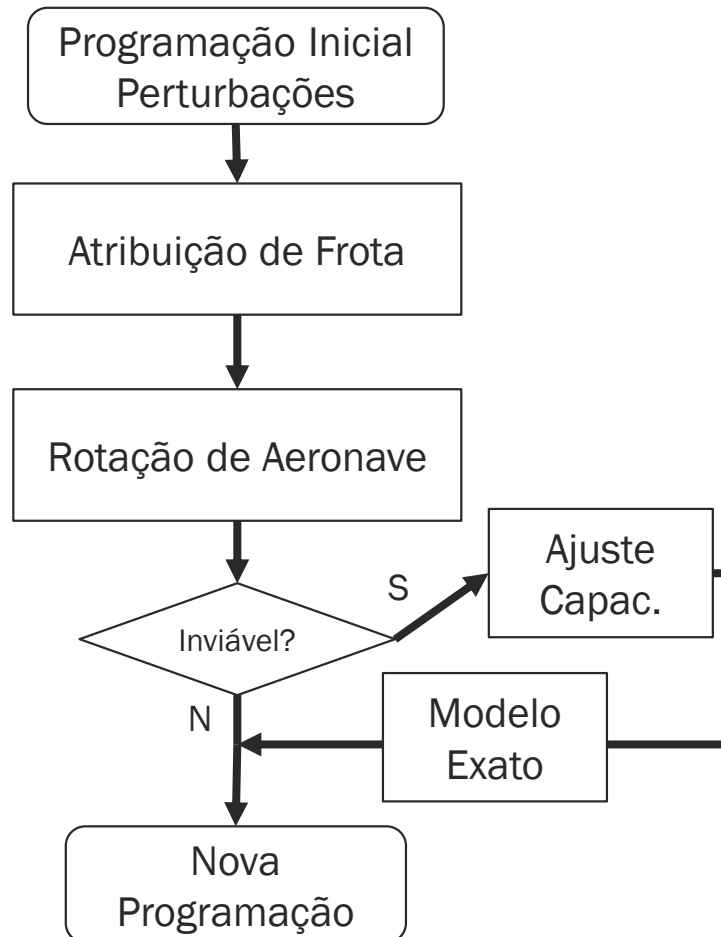 Programação Inicial
Perturbações
Atribuição de Frota
Rotação de Aeronave
Inviável?
S
Ajuste
Capac.
N
Modelo
Exato
Nova
Programação